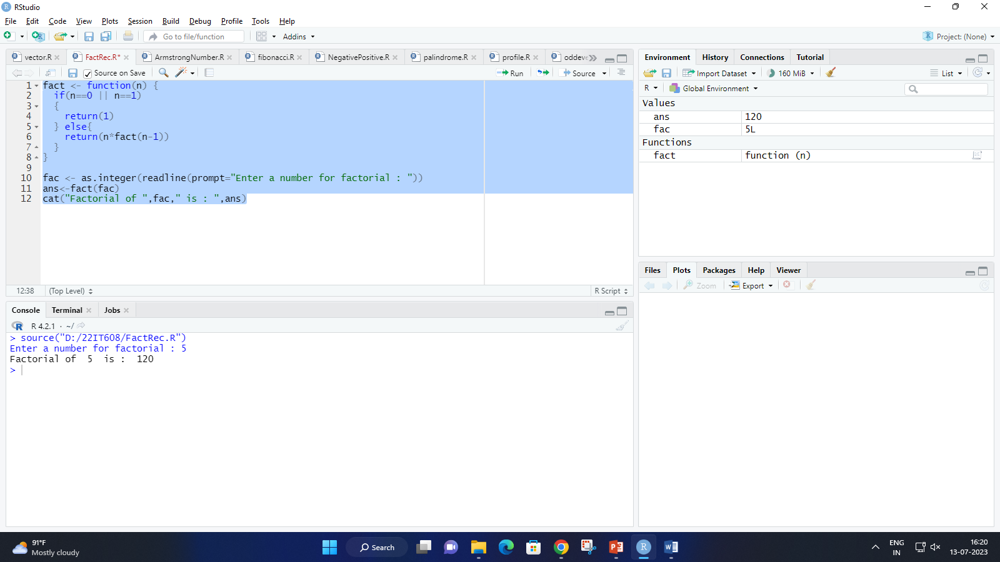 RStudio
File Edit Code View Plots Session Build Debug Profile Tools Help
Go to file/function Addins Project: (None)
vector.R FactRec.R* ArmstrongNumber.R fibonacci.R NegativePositive.R palindrome.R profile.R oddeve
Source on Save Run Source
1 fact <- function(n) {
2 if(n==0 || n==1)
3 {
4 return(1)
5 } else{
6 return(n*fact(n-1))
7 }
8 }
9
10 fac <- as.integer(readline(prompt="Enter a number for factorial : "))
11 ans<-fact(fac)
12 cat("Factorial of ",fac," is : ",ans)
12:38 (Top Level) R Script
Console Terminal Jobs
R 4.2.1 · ~/
> source("D:/22IT608/FactRec.R")
Enter a number for factorial : 5
Factorial of  5  is :  120
>
Environment History Connections Tutorial
Import Dataset 160 MiB List
R Global Environment
Values
ans 120
fac 5L
Functions
fact function (n)
Files Plots Packages Help Viewer
Zoom Export
91°F
Mostly cloudy
Search
ENG
IN
16:20
13-07-2023